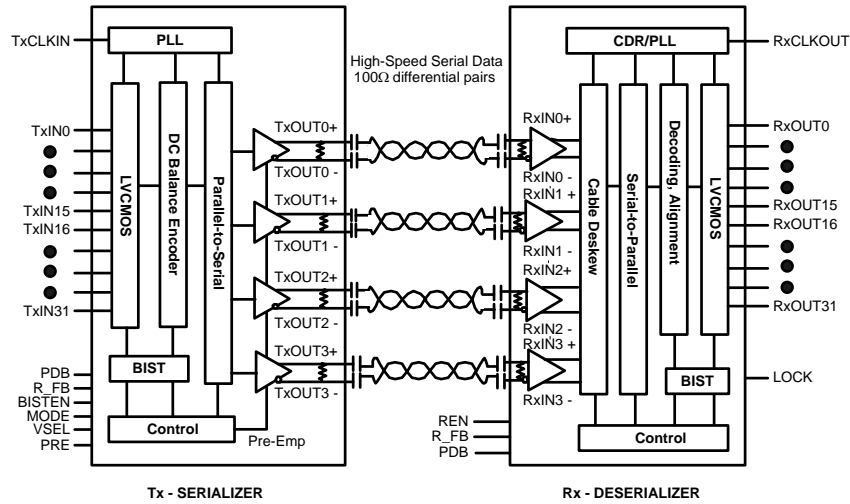 TxCLKIN
PLL
TxIN0
TxIN15
TxIN16
TxIN31
LVCMOS
DC Balance Encoder
Parallel-to-Serial
TxOUT0+
TxOUT0 -
TxOUT1+
TxOUT1 -
TxOUT2+
TxOUT2 -
TxOUT3+
TxOUT3 -
BIST
PDB
R_FB
BISTEN
MODE
VSEL
PRE
Control
Pre-Emp
Tx - SERIALIZER
High-Speed Serial Data
100Ω differential pairs
CDR/PLL
RxCLKOUT
RxIN0+
RxIN0 -
RxIN1 +
RxIN1 -
RxIN2+
RxIN2 -
RxIN3 +
RxIN3 -
Cable Deskew
Serial-to-Parallel
Decoding, Alignment
LVCMOS
RxOUT0
RxOUT15
RxOUT16
RxOUT31
BIST
LOCK
REN
R_FB
PDB
Control
Rx - DESERIALIZER